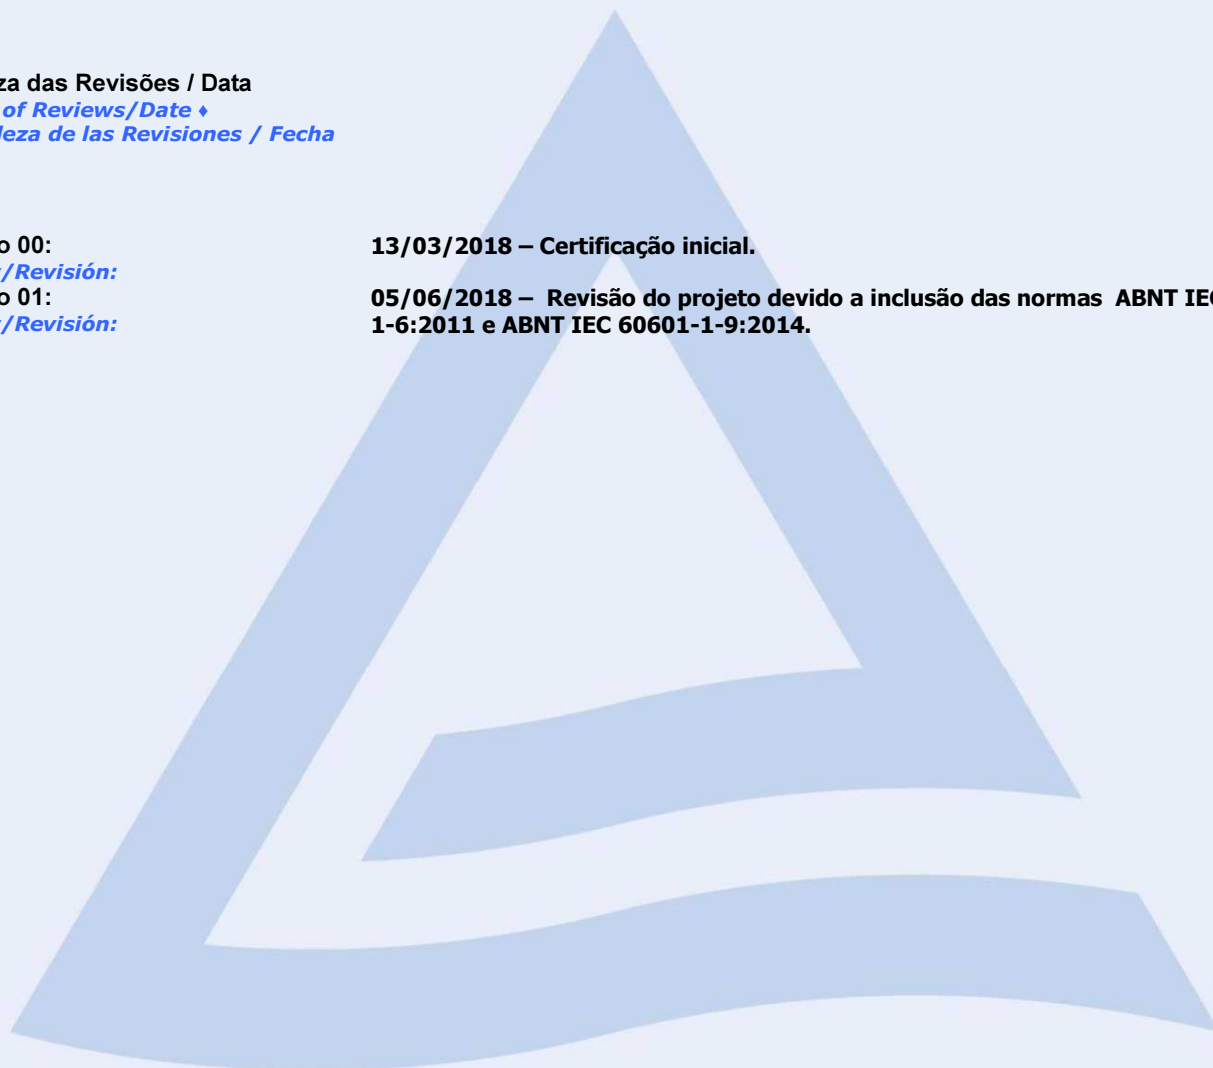 za das Revisões / Data
of Reviews/Date ♦
leza de las Revisiones / Fecha
o 00:
13/03/2018 – Certificação inicial.
/Revisión:
o 01:
05/06/2018 – Revisão do projeto devido a inclusão das normas ABNT IEC
/Revisión:
1-6:2011 e ABNT IEC 60601-1-9:2014.